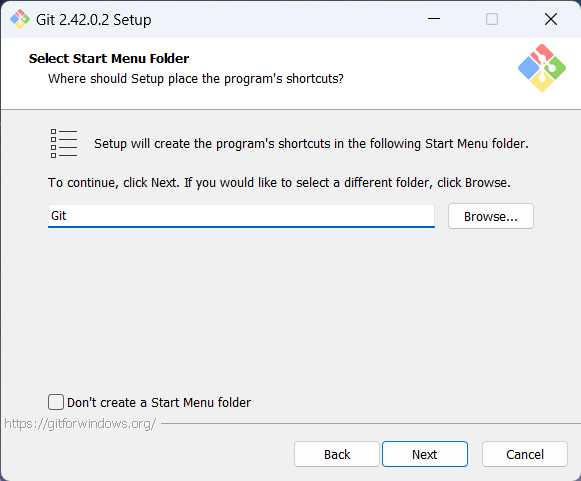 Git 2.42.0.2 Setup
Select Start Menu Folder
Where should Setup place the program's shortcuts?
Setup will create the program's shortcuts in the following Start Menu folder.
To continue, click Next. If you would like to select a different folder, click Browse.
Git
Browse...
Don't create a Start Menu folder
https://gitforwindows.org/
Back
Next
Cancel